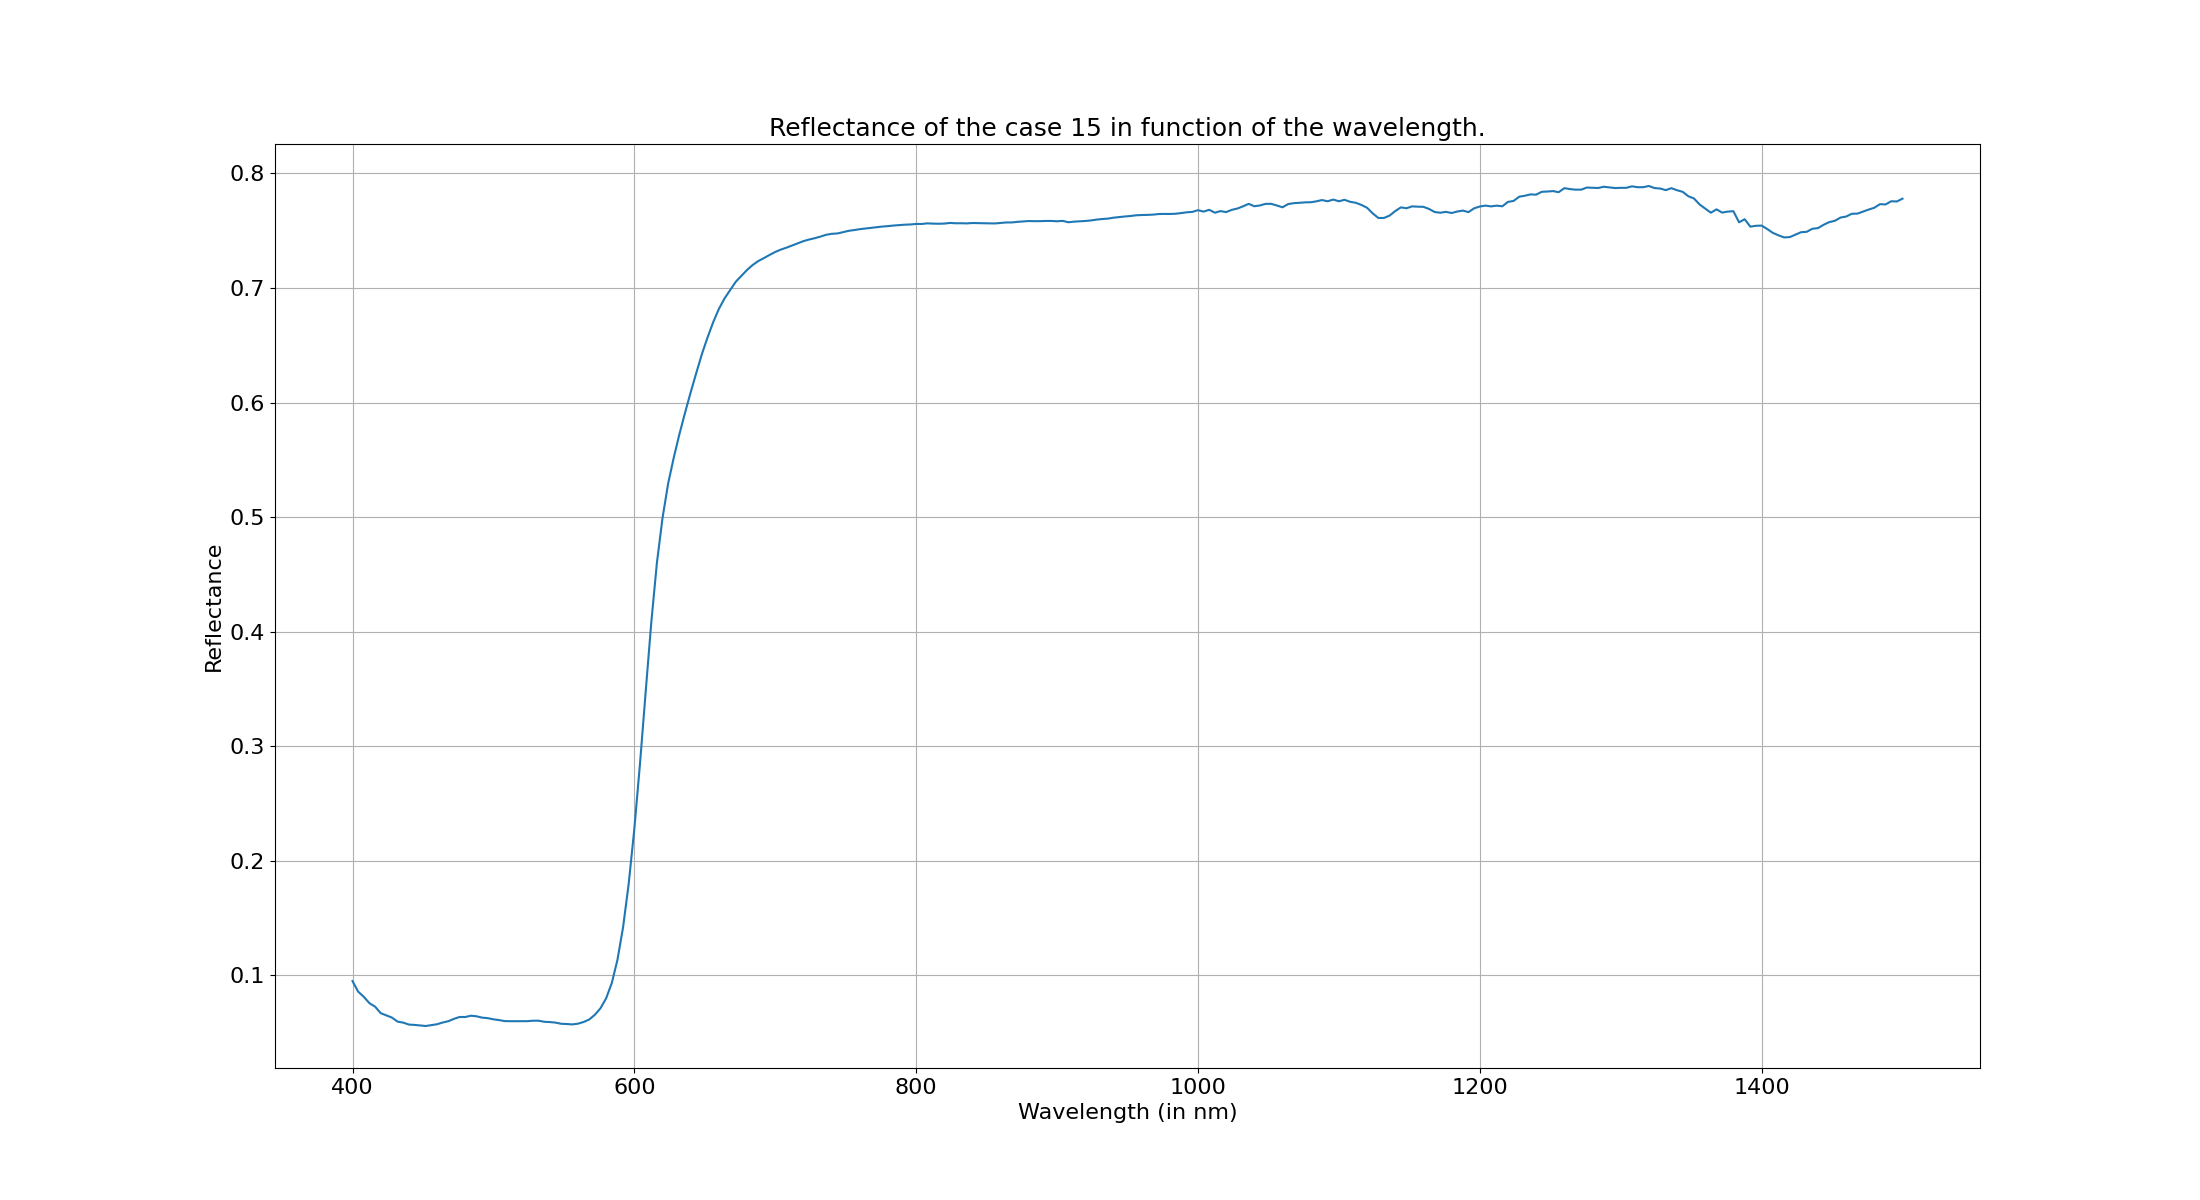 Reflectance of the case 15 in function of the wavelength.
0.8
0.7
0.6
0.5
0.4
0.3
0.2
0.1
Reflectance
400 600 800 1000 1200 1400
Wavelength (in nm)